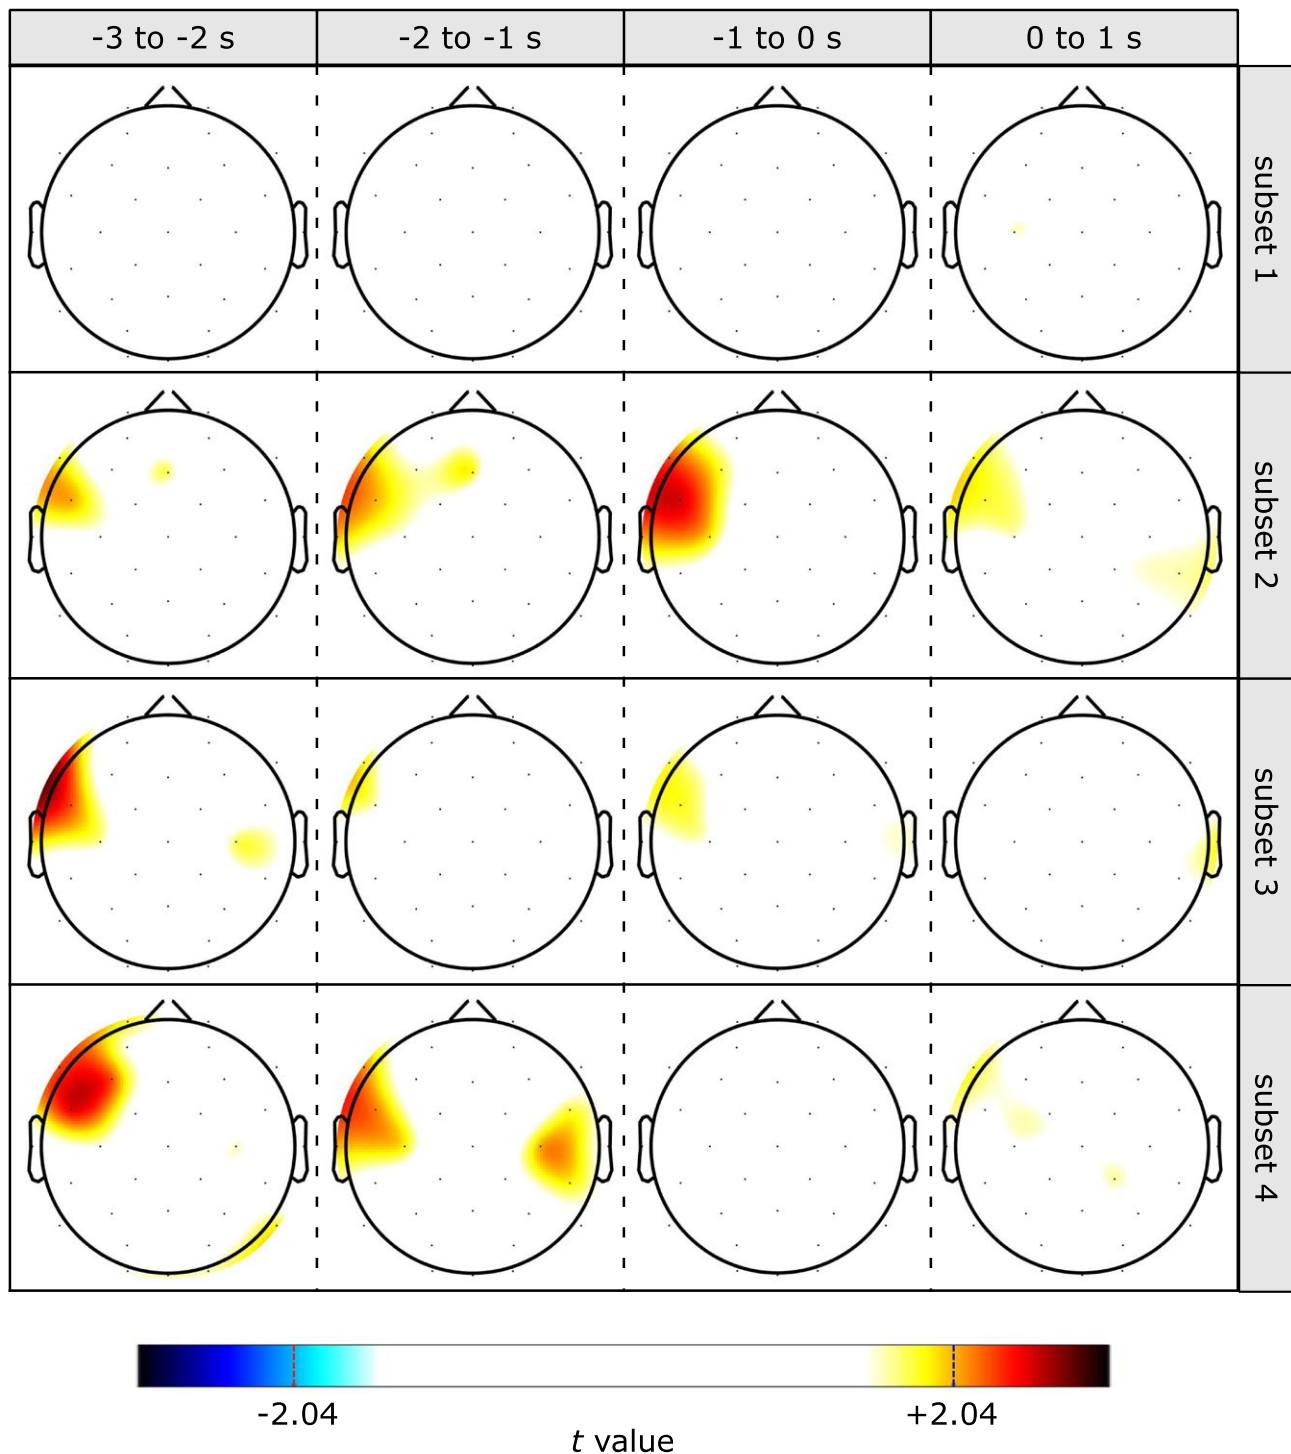 -3 to -2 s
-2 to -1 s
-1 to 0 s
0 to 1 s
subset 1
subset 2
subset 3
subset 4
-2.04
+2.04
t value